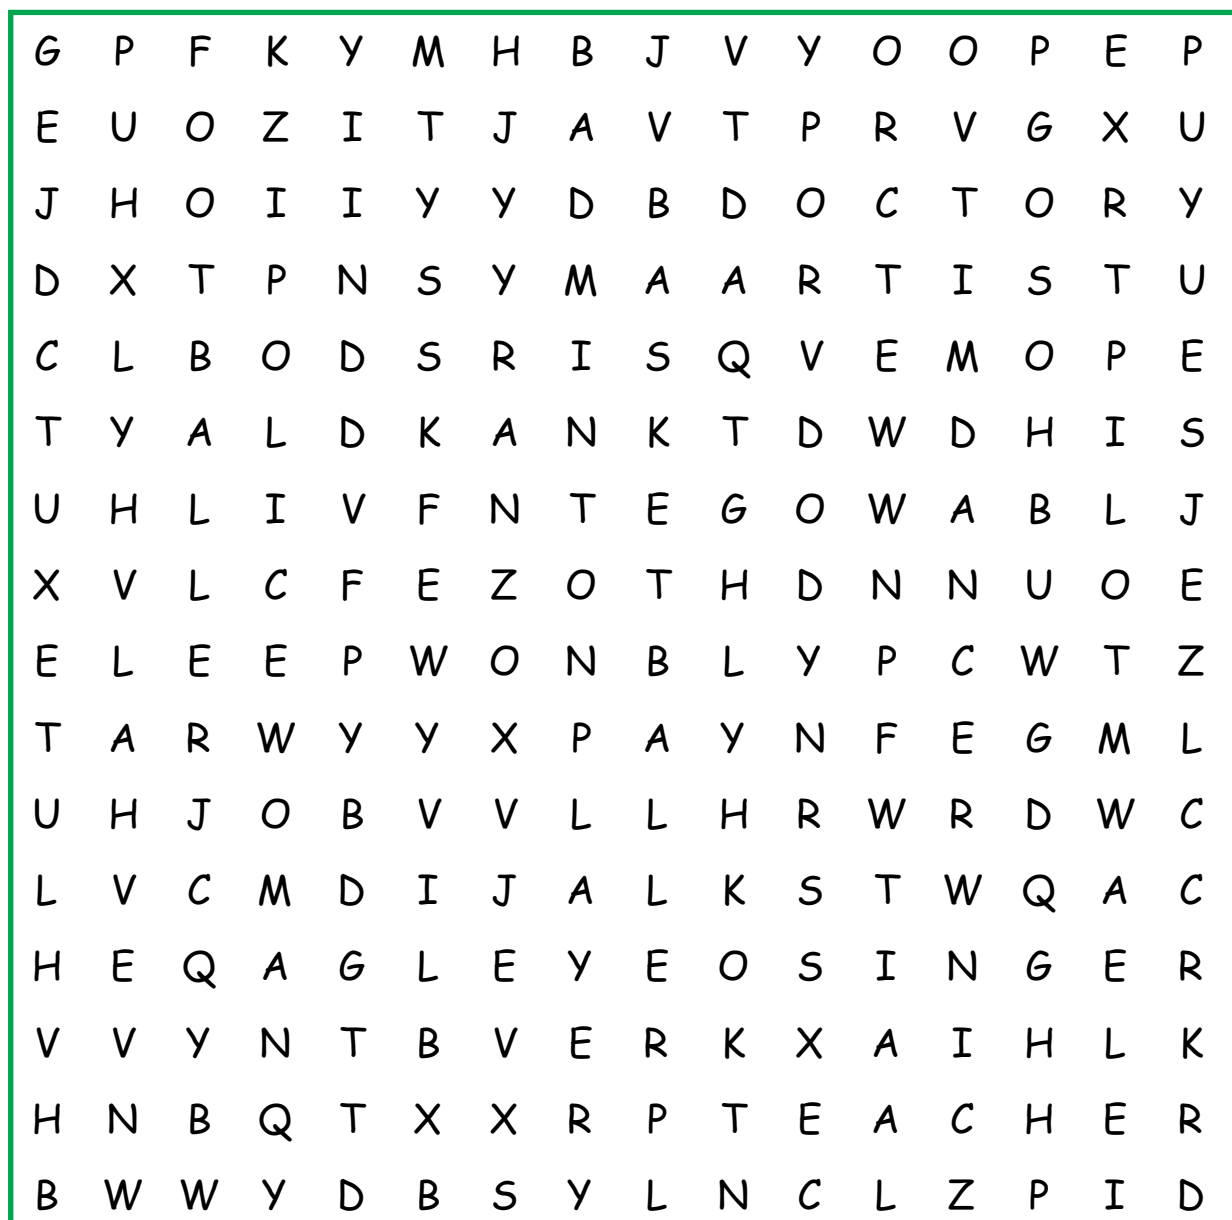 G P F K Y M H B J V Y O O P E P
E U O Z I T J A V T P R V G X U
J H O I I Y Y D B D O C T O R Y
D X T P N S Y M A A R T I S T U
C L B O D S R I S Q V E M O P E
T Y A L D K A N K T D W D H I S
U H L I V F N T E G O W A B L J
X V L C F E Z O T H D N N U O E
E L E E P W O N B L Y P C W T Z
T A R W Y Y X P A Y N F E G M L
U H J O B V V L L H R W R D W C
L V C M D I J A L K S T W Q A C
H E Q A G L E Y E O S I N G E R
V V Y N T B V E R K X A I H L K
H N B Q T X X R P T E A C H E R
B W W Y D B S Y L N C L Z P I D